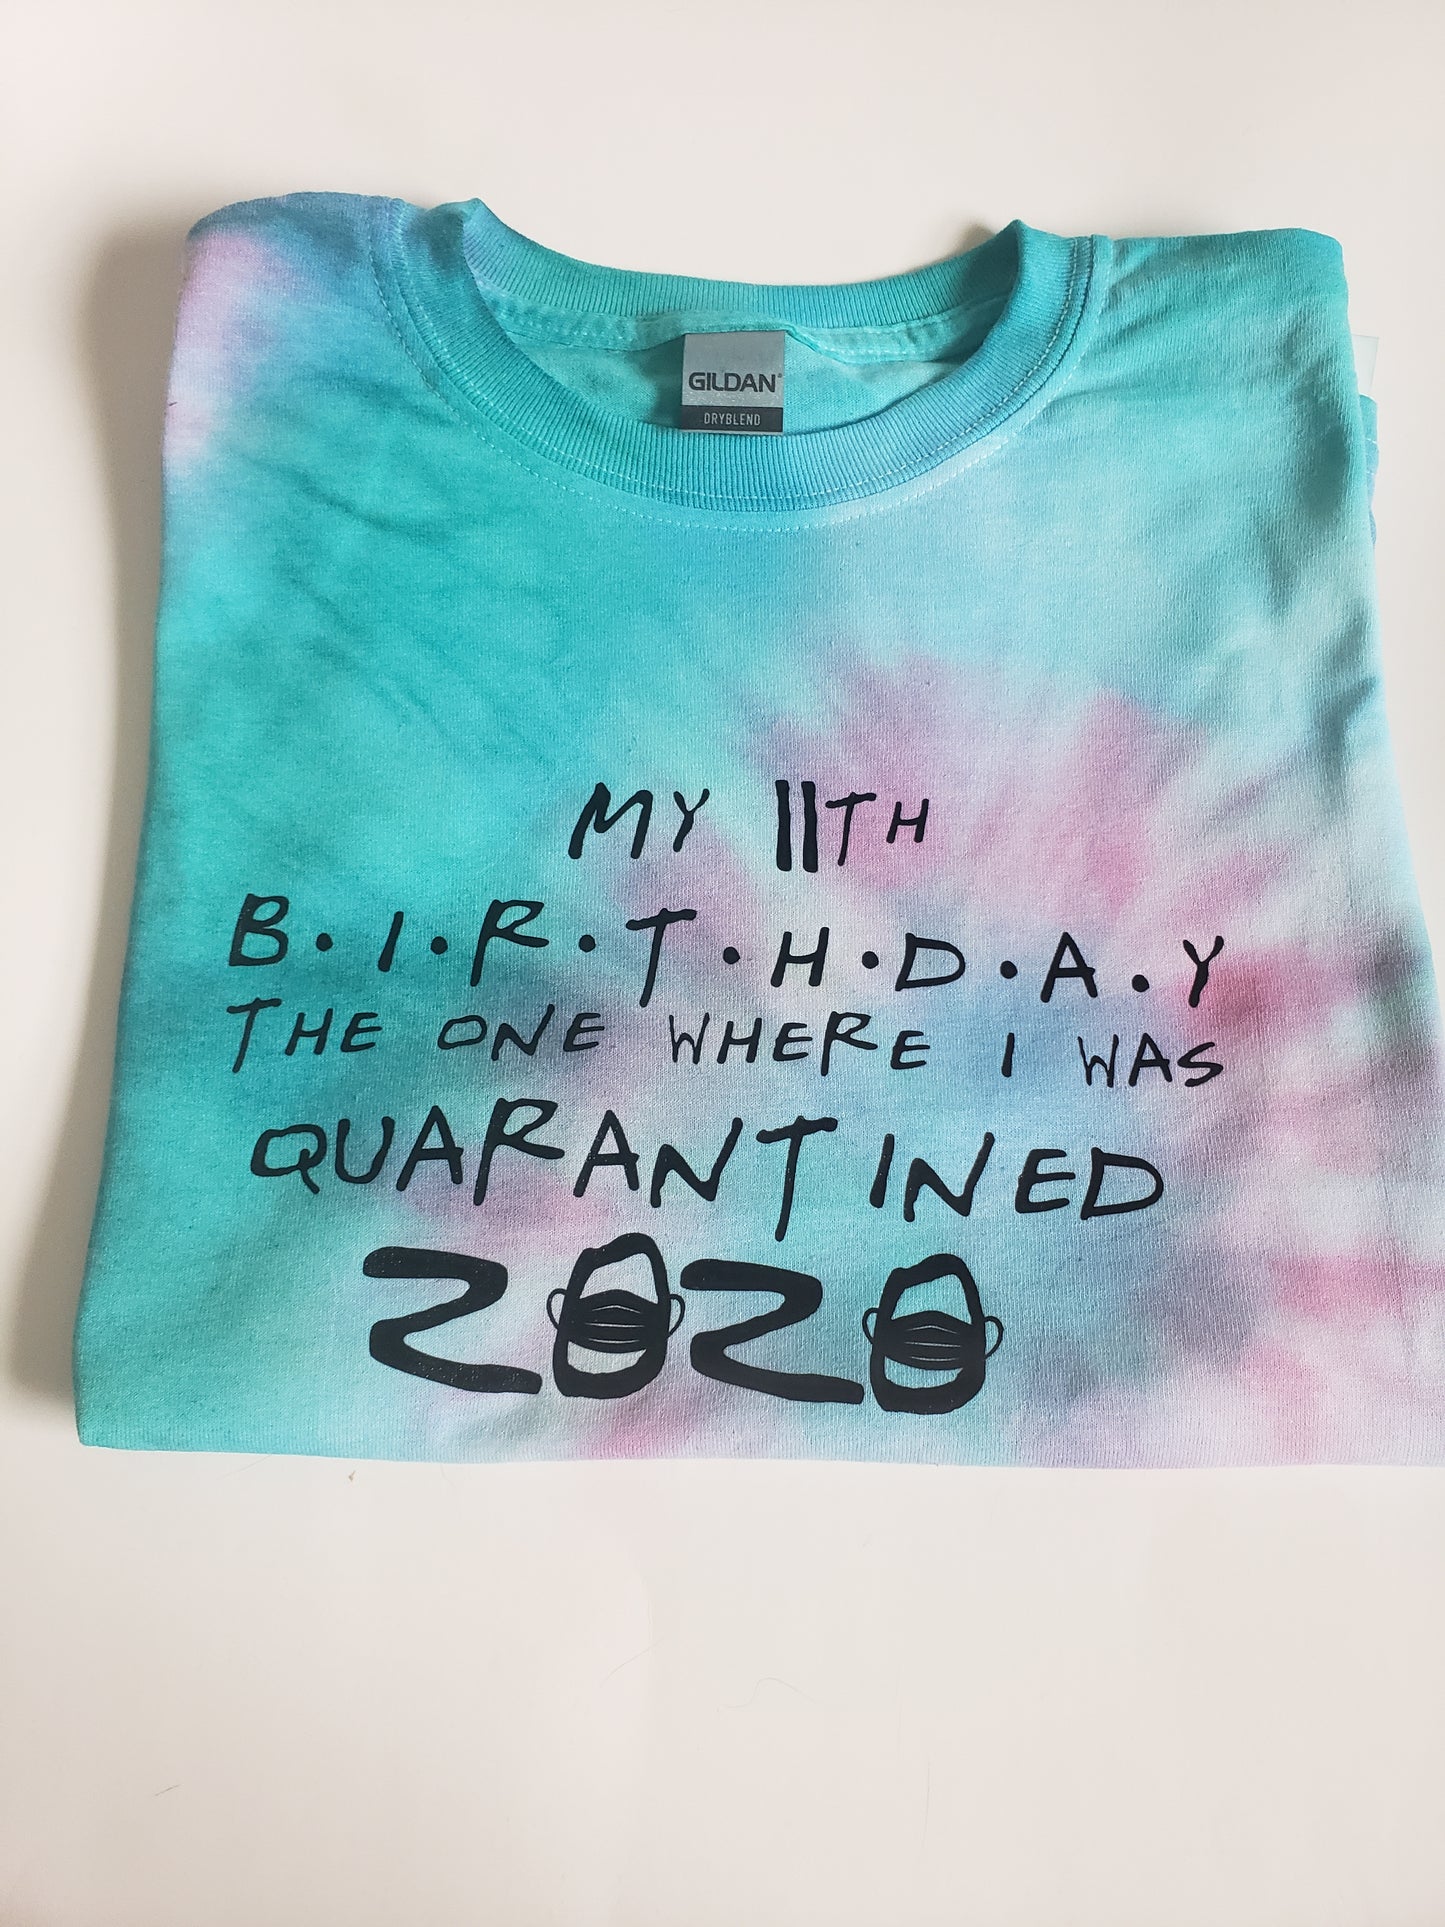 GILDAN®
DRYBLEND
MY 11TH
B•I•R•T•H•D•A•Y
THE ONE WHERE I WAS
QUARANTINED
2020